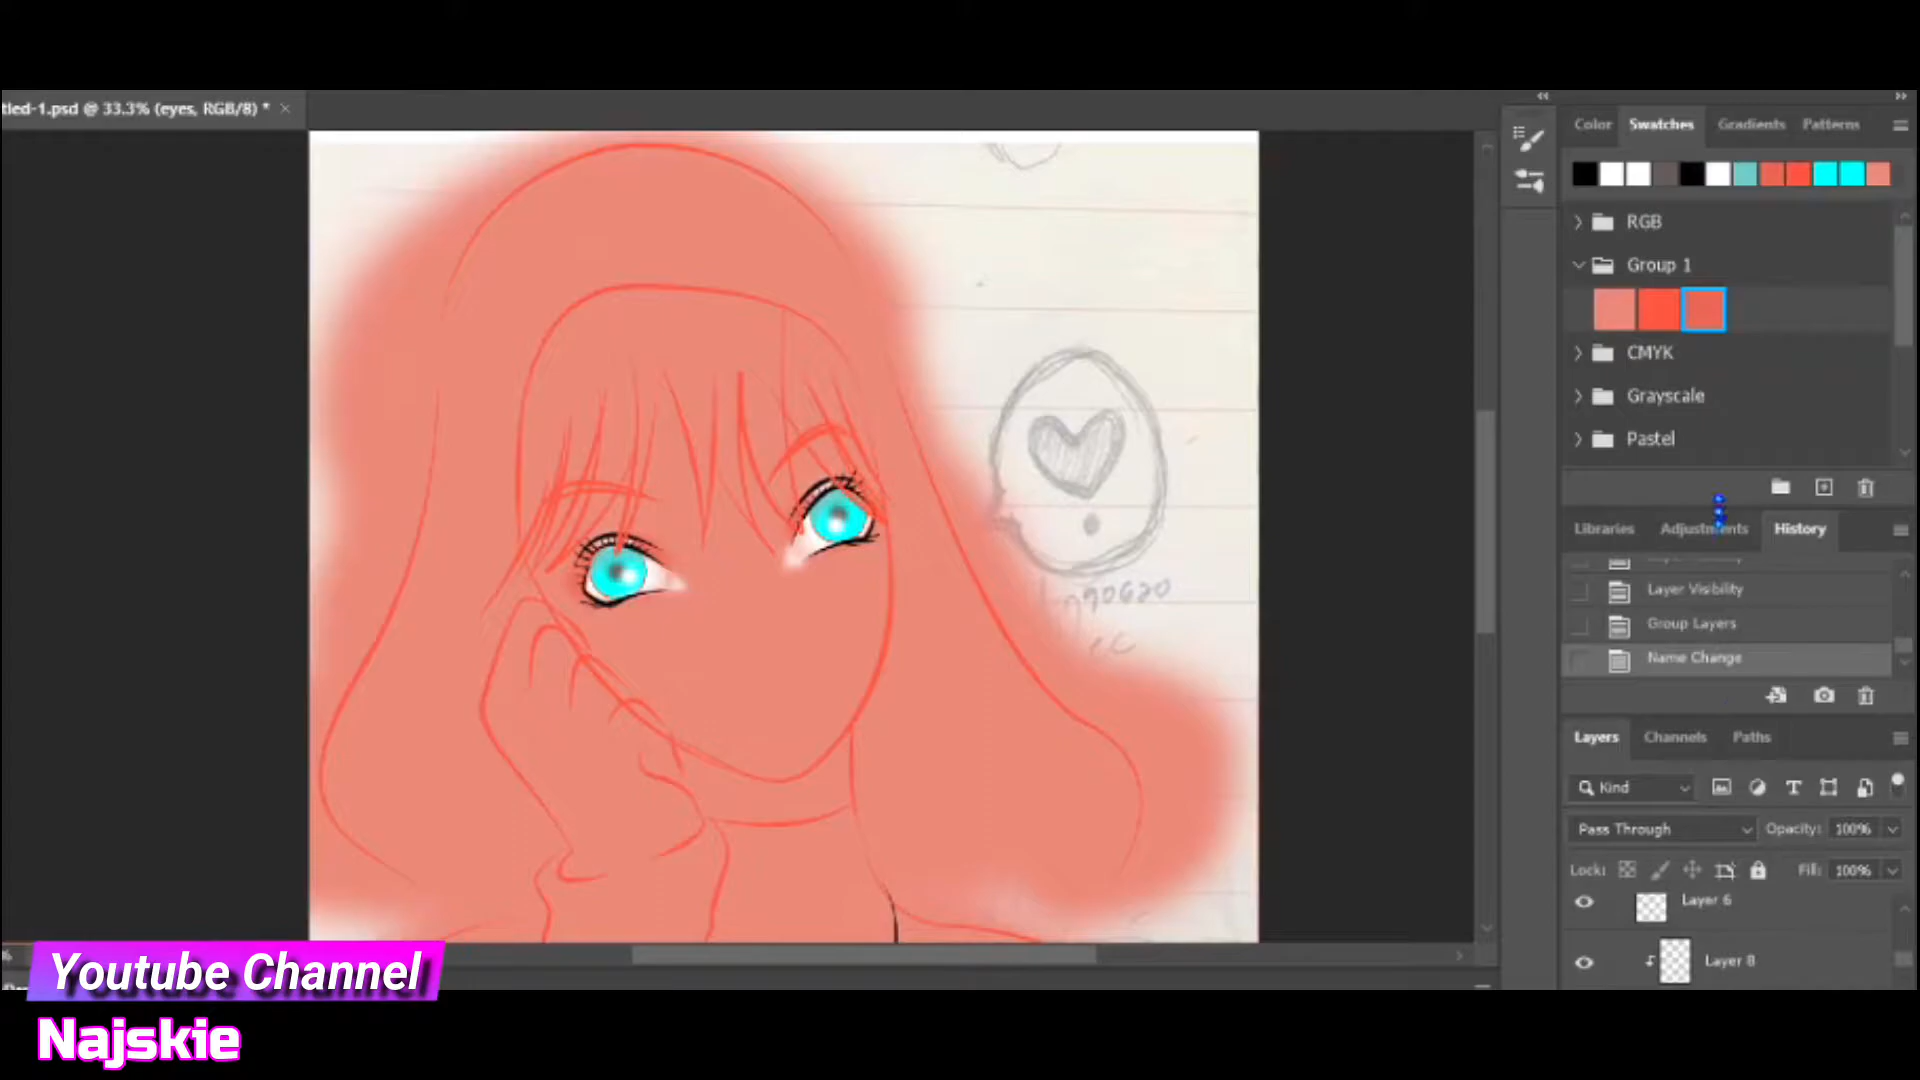 tled-1.psd @ 33.3% (eyes, RGB/8) *
Color Swatches Gradients Patterns
RGB
Group 1
CMYK
Grayscale
Pastel
Libraries Adjustments History
Layer Visibility
Group Layers
Name Change
Layers Channels Paths
Kind
Pass Through Opacity: 100%
Lock: Fill: 100%
Layer 6
Layer 8
Youtube Channel
Najskie